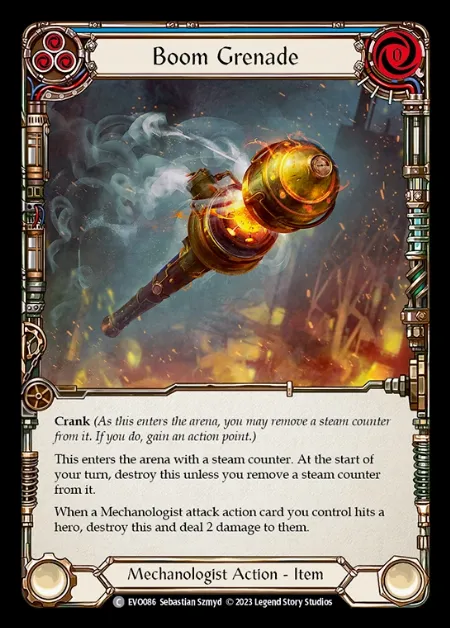 Boom Grenade
0
Crank (As this enters the arena, you may remove a steam counter
from it. If you do, gain an action point.)
This enters the arena with a steam counter. At the start of
your turn, destroy this unless you remove a steam counter
from it.
When a Mechanologist attack action card you control hits a
hero, destroy this and deal 2 damage to them.
Mechanologist Action - Item
C EVO086 Sebastian Szmyd © 2023 Legend Story Studios